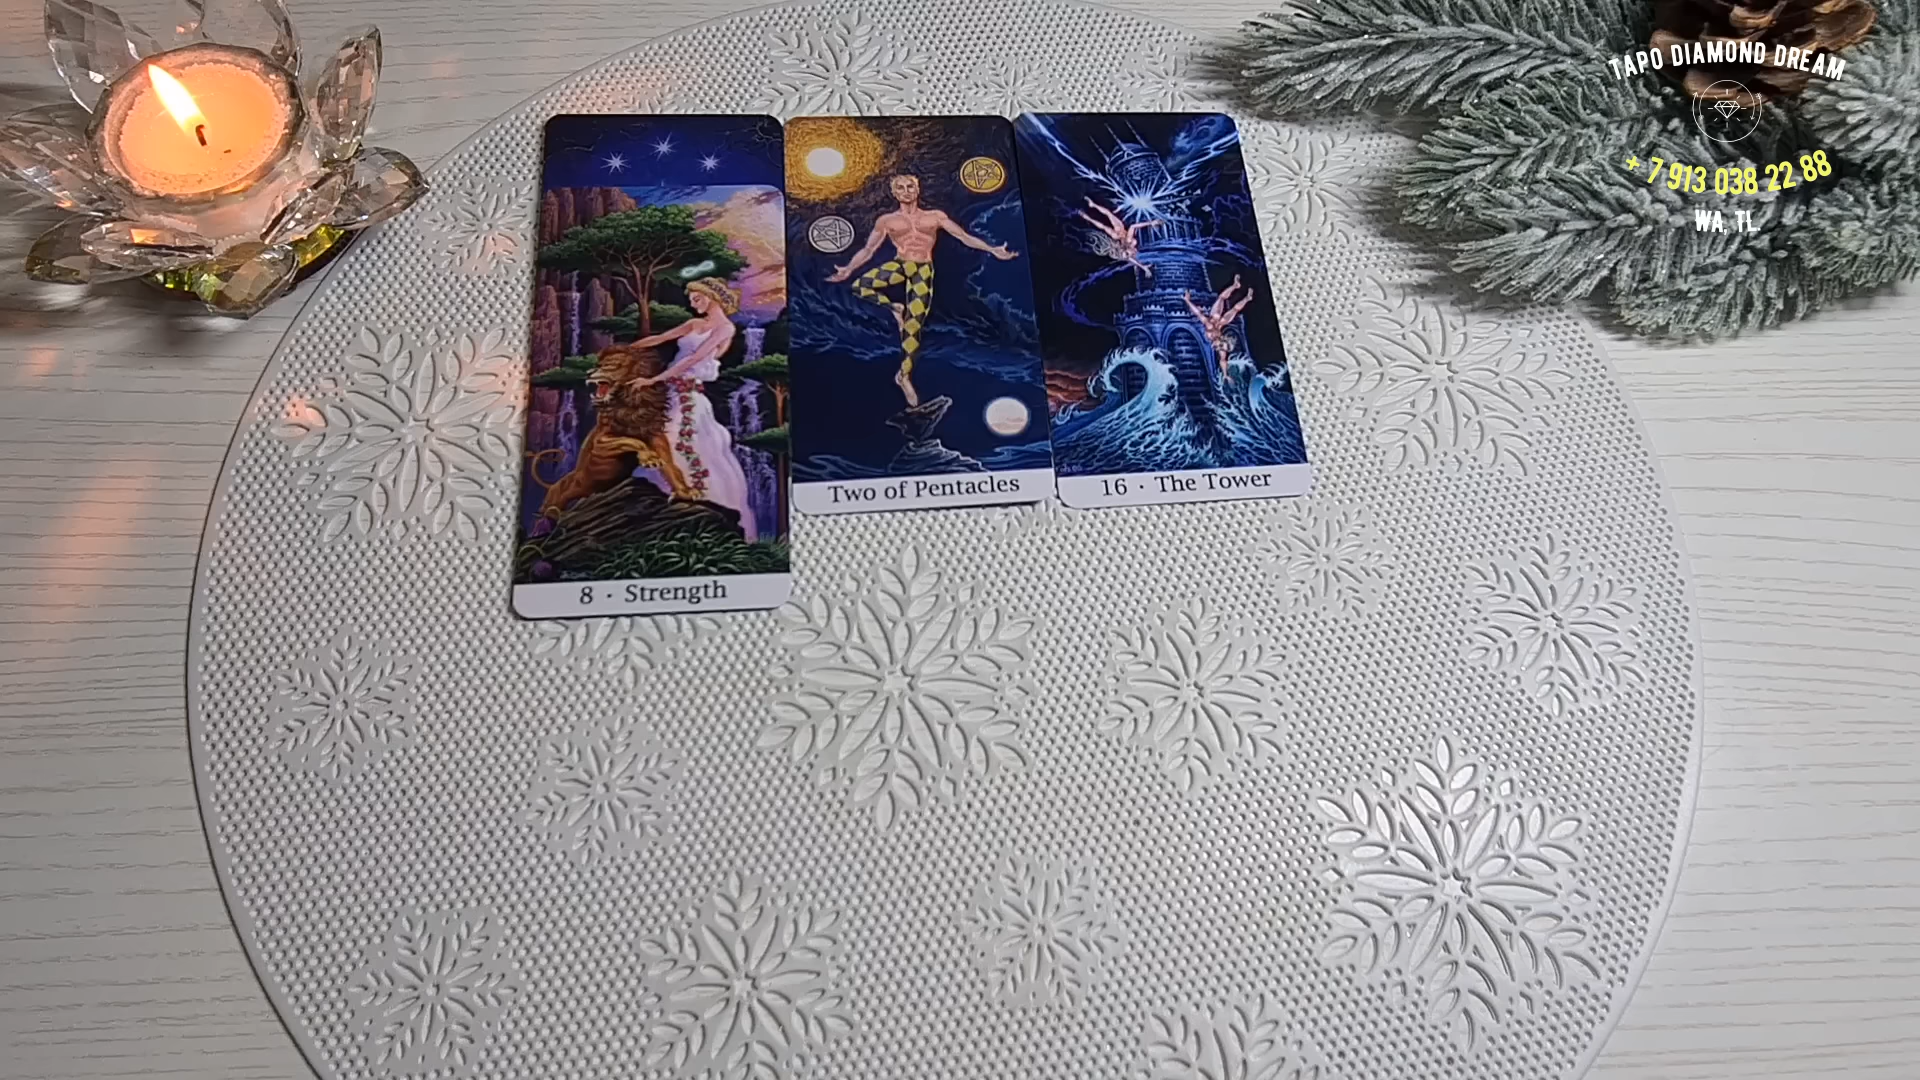 ТАРО DIAMOND DREAM
+ 7 913 038 22 88
WA, TL.
Two of Pentacles
16 · The Tower
8 · Strength